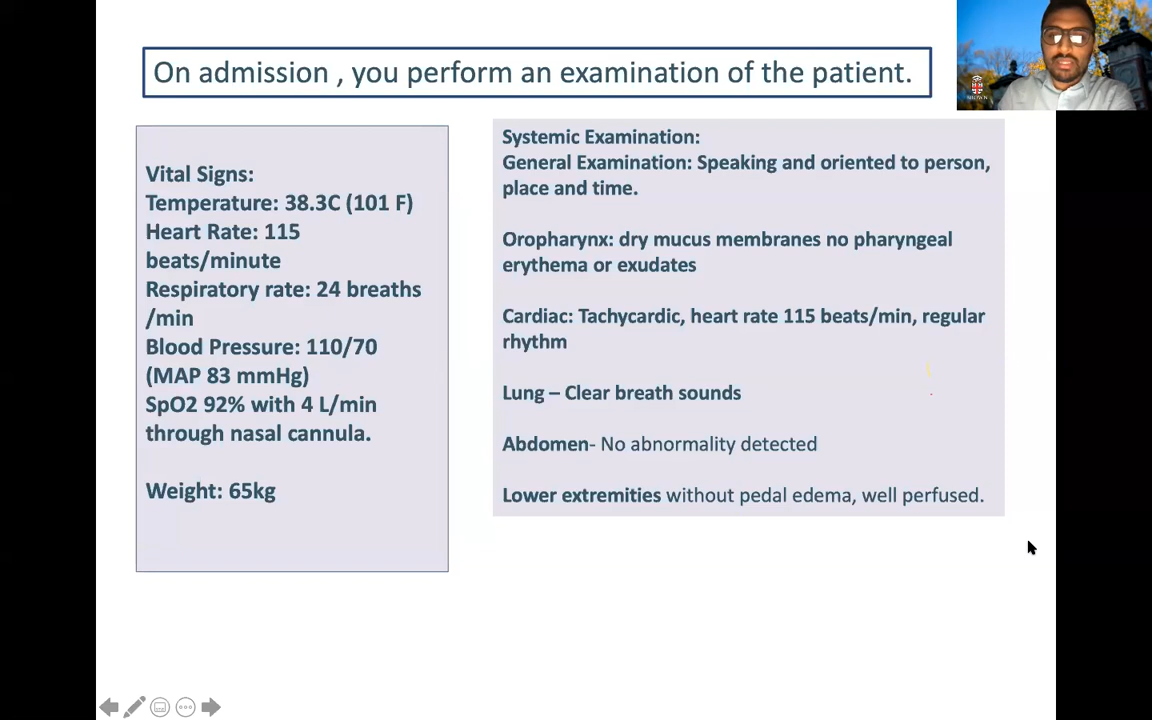 On admission , you perform an examination of the patient.
Vital Signs:
Temperature: 38.3C (101 F)
Heart Rate: 115
beats/minute
Respiratory rate: 24 breaths
/min
Blood Pressure: 110/70
(MAP 83 mmHg)
SpO2 92% with 4 L/min
through nasal cannula.
Weight: 65kg
Systemic Examination:
General Examination: Speaking and oriented to person,
place and time.
Oropharynx: dry mucus membranes no pharyngeal
erythema or exudates
Cardiac: Tachycardic, heart rate 115 beats/min, regular
rhythm
Lung – Clear breath sounds
Abdomen- No abnormality detected
Lower extremities without pedal edema, well perfused.